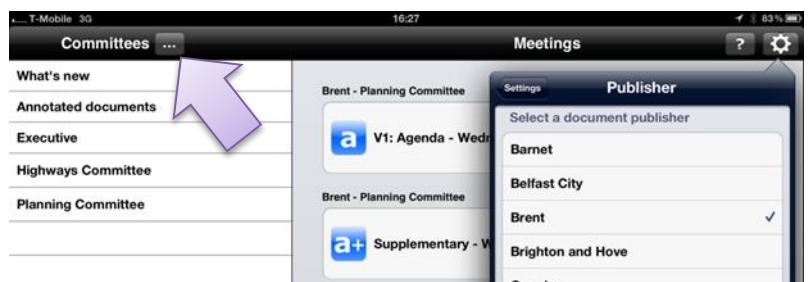 T-Mobile 3G 16:27 83%
Committees ... Meetings ?
What's new
Annotated documents
Executive
Highways Committee
Planning Committee
Brent - Planning Committee
a V1: Agenda - Wedn
Brent - Planning Committee
a+ Supplementary - W
Settings Publisher
Select a document publisher
Barnet
Belfast City
Brent
Brighton and Hove